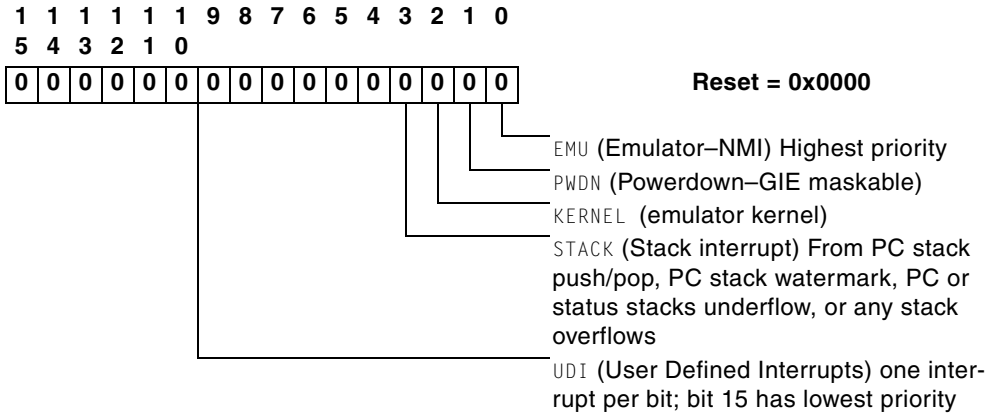 1 1 1 1 1 1 9 8 7 6 5 4 3 2 1 0
5 4 3 2 1 0
0 0 0 0 0 0 0 0 0 0 0 0 0 0 0 0
Reset = 0x0000
EMU (Emulator–NMI) Highest priority
PWDN (Powerdown–GIE maskable)
KERNEL (emulator kernel)
STACK (Stack interrupt) From PC stack
push/pop, PC stack watermark, PC or
status stacks underflow, or any stack
overflows
UDI (User Defined Interrupts) one inter-
rupt per bit; bit 15 has lowest priority